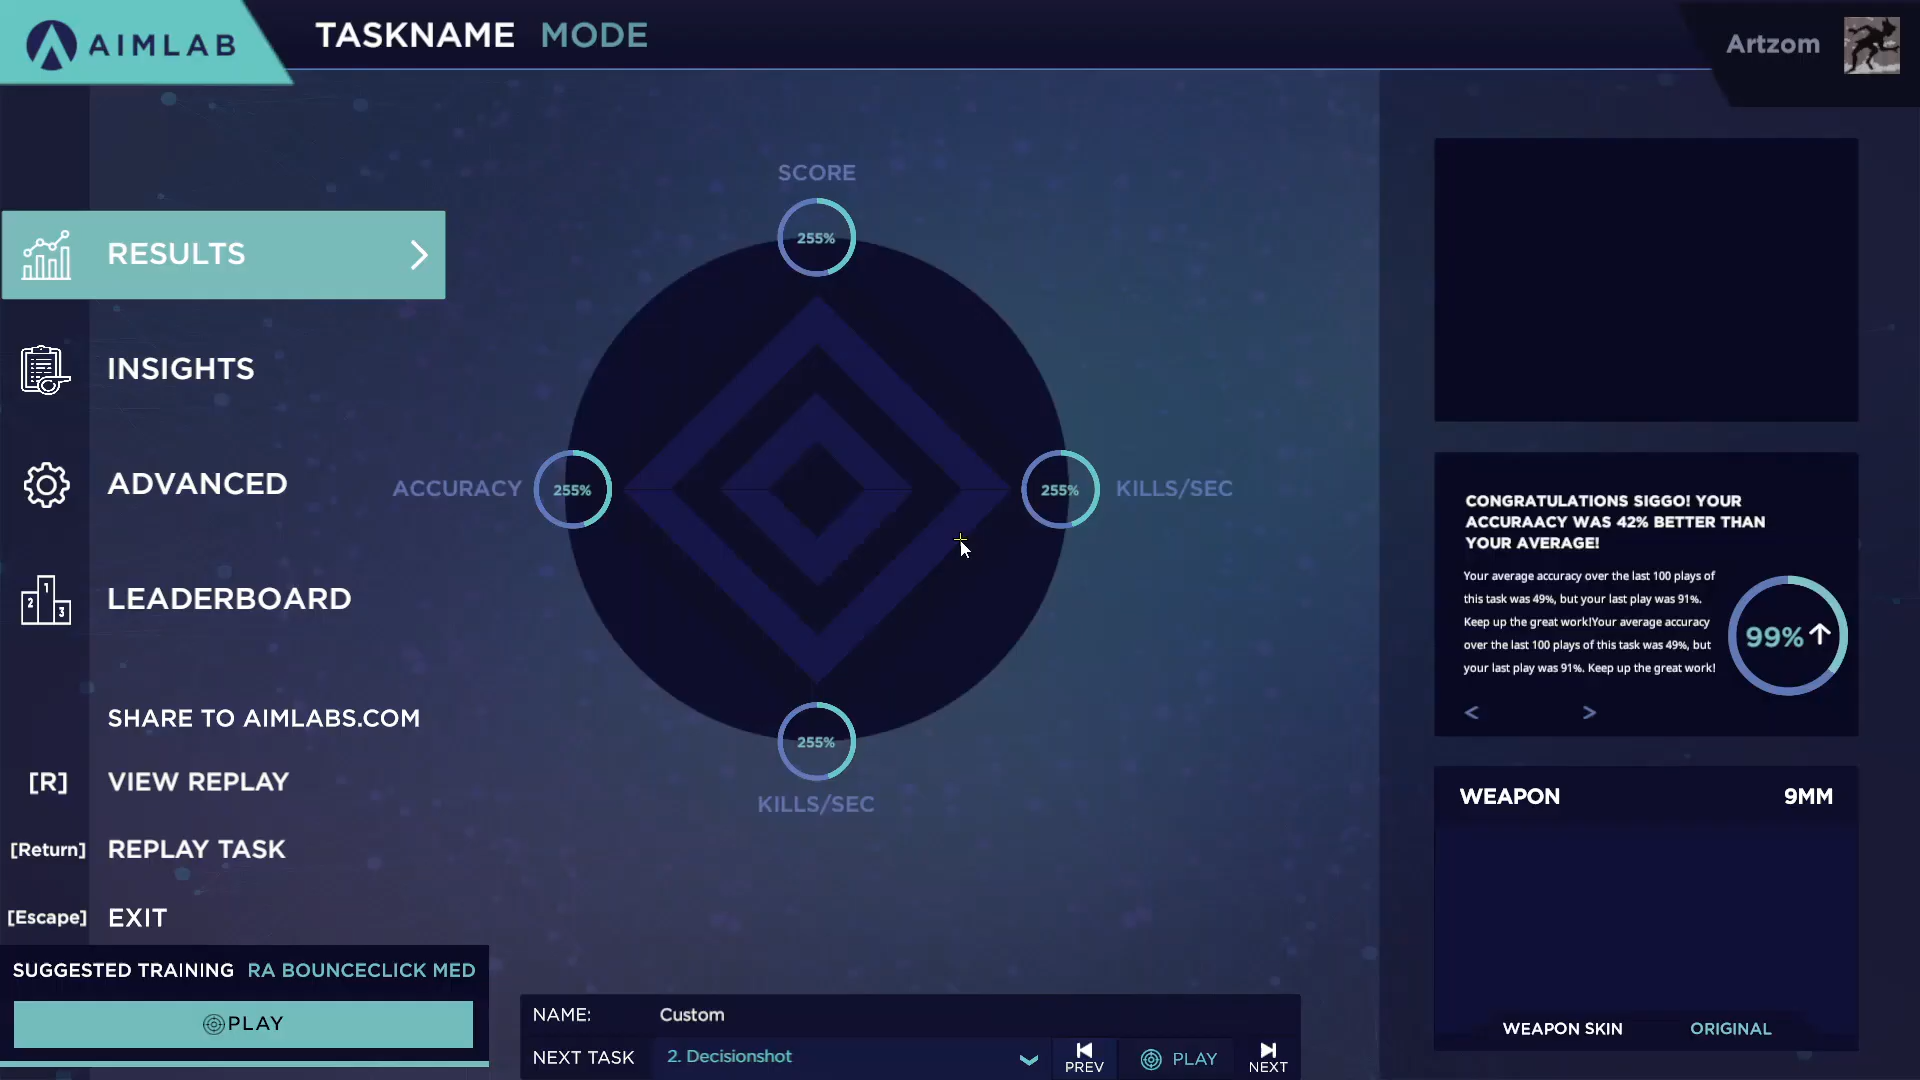 AIMLAB
TASKNAME MODE
Artzom
SCORE
255%
RESULTS
INSIGHTS
ADVANCED
LEADERBOARD
ACCURACY
255%
255%
KILLS/SEC
255%
KILLS/SEC
SHARE TO AIMLABS.COM
[R] VIEW REPLAY
[Return] REPLAY TASK
[Escape] EXIT
SUGGESTED TRAINING RA BOUNCECLICK MED
PLAY
NAME: Custom
NEXT TASK 2. Decisionshot
PREV
PLAY
NEXT
CONGRATULATIONS SIGGO! YOUR
ACCURAACY WAS 42% BETTER THAN
YOUR AVERAGE!
Your average accuracy over the last 100 plays of
this task was 49%, but your last play was 91%.
Keep up the great work!Your average accuracy
over the last 100 plays of this task was 49%, but
your last play was 91%. Keep up the great work!
99%
< >
WEAPON 9MM
WEAPON SKIN ORIGINAL
1
2
3